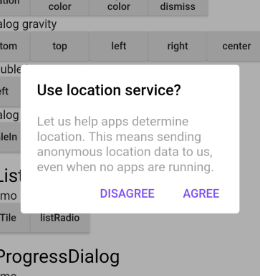 color color dismiss
alog gravity
tom top left right center
ouble
eft
Use location service?
Let us help apps determine
location. This means sending
anonymous location data to us,
even when no apps are running.
DISAGREE AGREE
alog
aleIn
List
mo
Tile listRadio
ProgressDialog